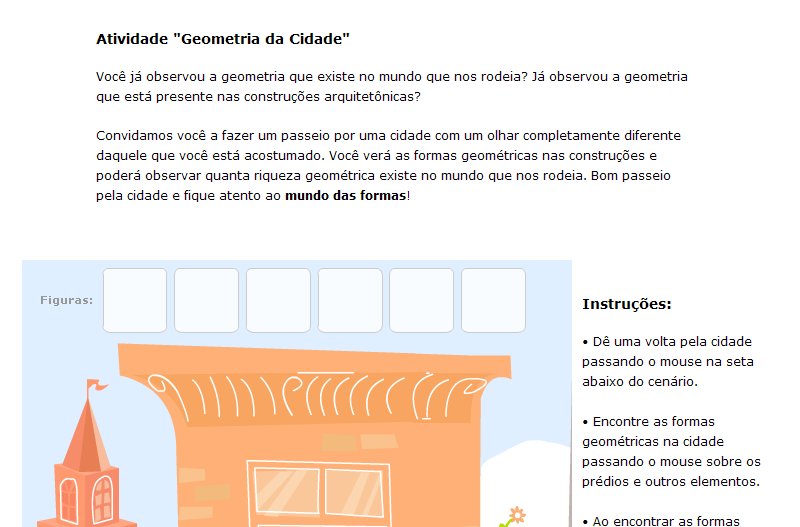 Atividade "Geometria da Cidade"
Você já observou a geometria que existe no mundo que nos rodeia? Já observou a geometria
que está presente nas construções arquitetônicas?
Convidamos você a fazer um passeio por uma cidade com um olhar completamente diferente
daquele que você está acostumado. Você verá as formas geométricas nas construções e
poderá observar quanta riqueza geométrica existe no mundo que nos rodeia. Bom passeio
pela cidade e fique atento ao mundo das formas!
Figuras:
Instruções:
• Dê uma volta pela cidade
passando o mouse na seta
abaixo do cenário.
• Encontre as formas
geométricas na cidade
passando o mouse sobre os
prédios e outros elementos.
• Ao encontrar as formas